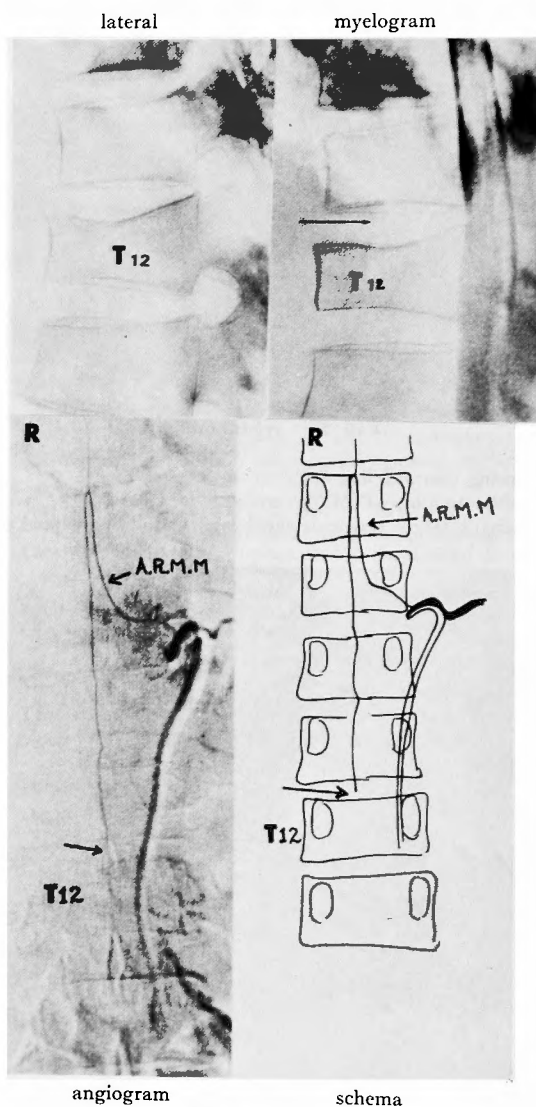 lateral
myelogram
T12
T12
R
A.R.M.M
T12
R
A.R.M.M
T12
angiogram
schema